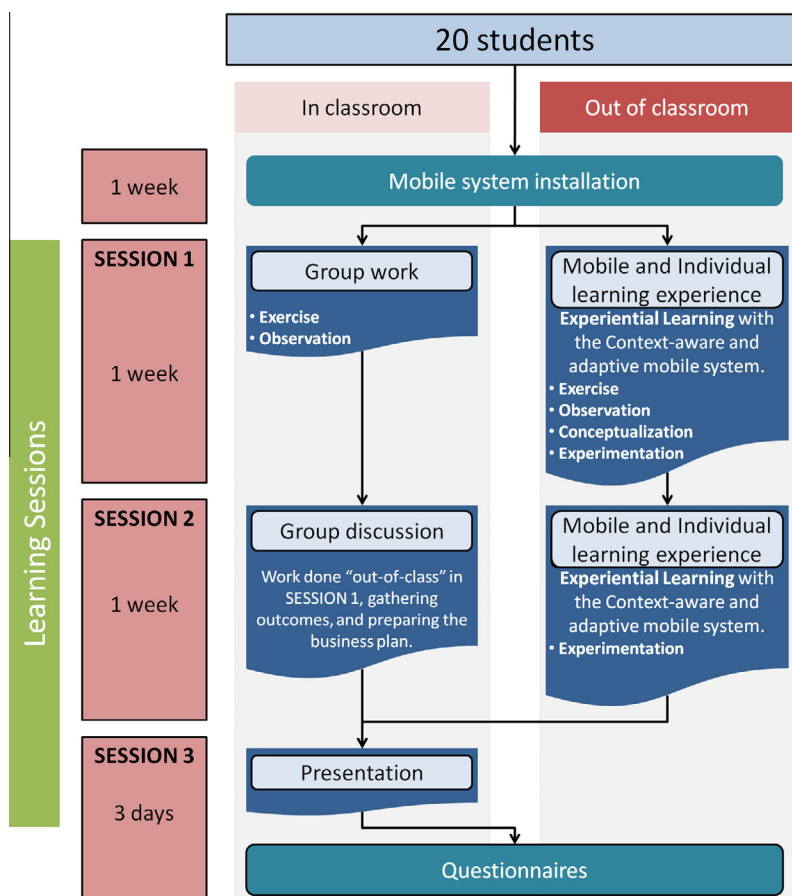 20 students
In classroom
Out of classroom
1 week
Mobile system installation
Learning Sessions
SESSION 1
1 week
Group work
• Exercise
• Observation
Mobile and Individual
learning experience
Experiential Learning with
the Context-aware and
adaptive mobile system.
• Exercise
• Observation
• Conceptualization
• Experimentation
SESSION 2
1 week
Group discussion
Work done “out-of-class” in
SESSION 1, gathering
outcomes, and preparing the
business plan.
Mobile and Individual
learning experience
Experiential Learning with
the Context-aware and
adaptive mobile system.
• Experimentation
SESSION 3
3 days
Presentation
Questionnaires